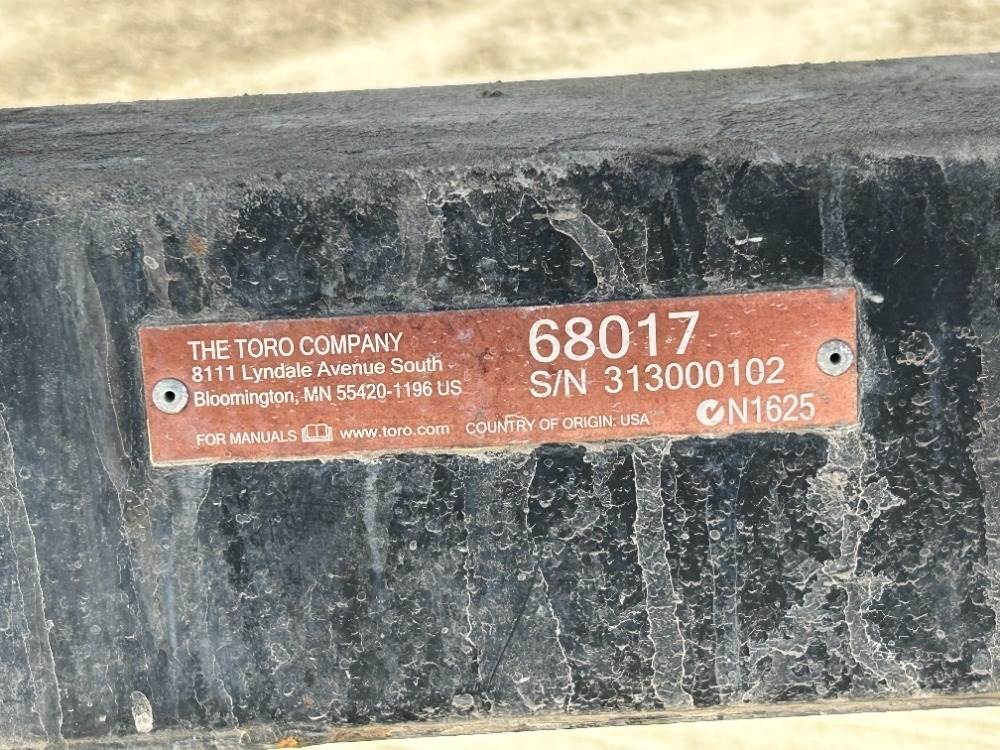 THE TORO COMPANY
8111 Lyndale Avenue South
Bloomington, MN 55420-1196 US
FOR MANUALS www.toro.com COUNTRY OF ORIGIN: USA
68017
S/N 313000102
N1625